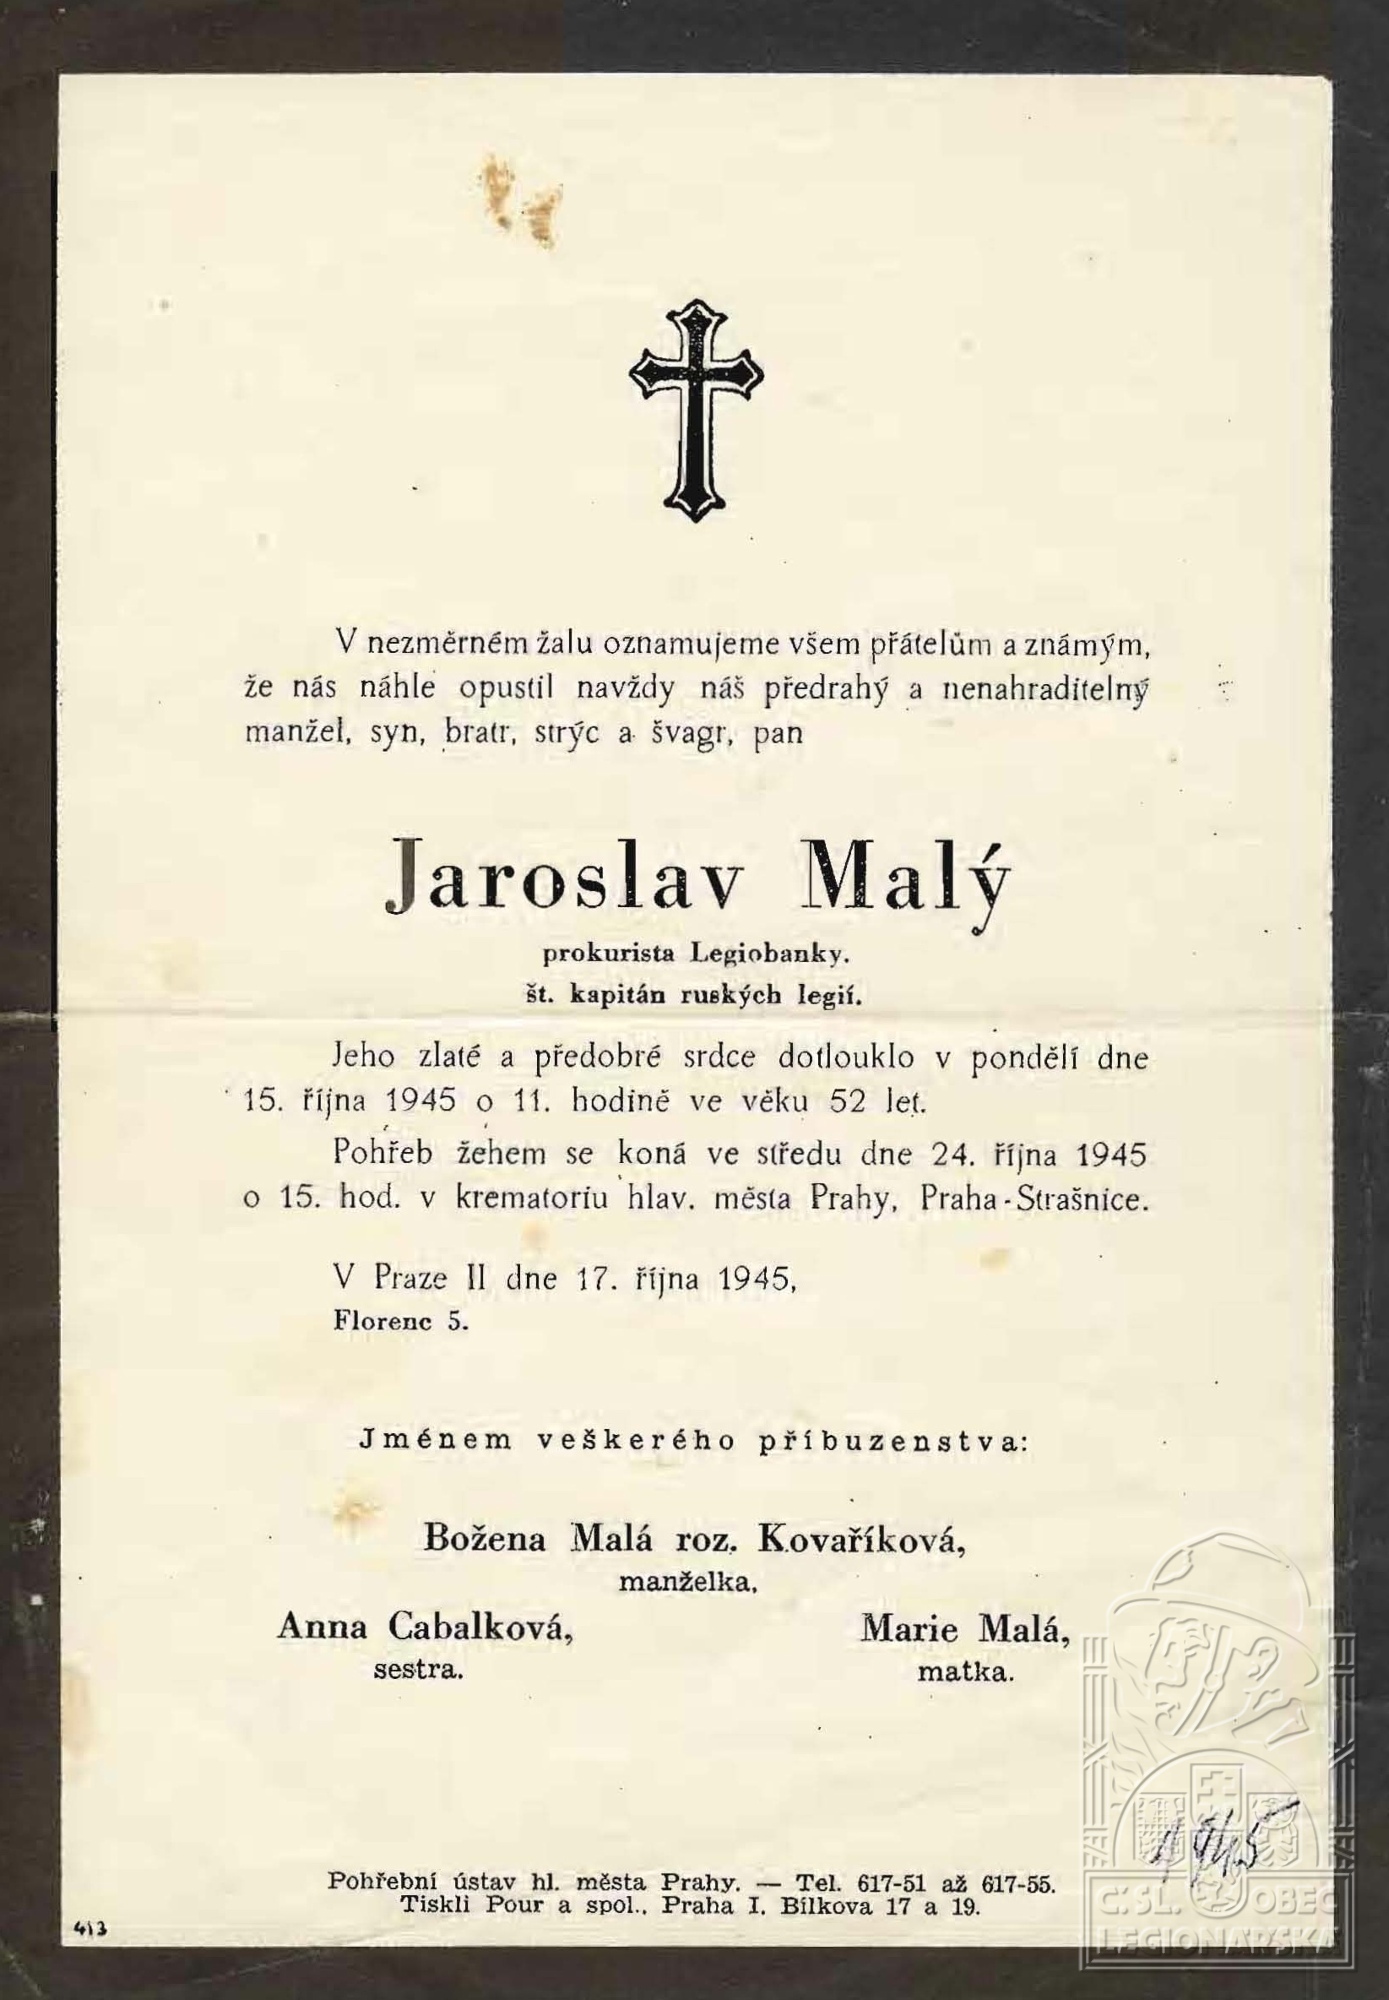 V nezměrném žalu oznamujeme všem přátelům a známým,
že nás náhle opustil navždy náš předrahý a nenahraditelný
manžel, syn, bratr, strýc a švagr, pan
Jaroslav Malý
prokurista Legiobanky.
št. kapitán ruských legií.
Jeho zlaté a předobré srdce dotlouklo v pondělí dne
15. října 1945 o 11. hodině ve věku 52 let.
Pohřeb žehem se koná ve středu dne 24. října 1945
o 15. hod. v krematoriu hlav. města Prahy, Praha-Strašnice.
V Praze II dne 17. října 1945,
Florenc 5.
Jménem veškerého příbuzenstva:
Božena Malá roz. Kovaříková,
manželka,
Anna Cabalková, Marie Malá,
sestra. matka.
1945
Pohřební ústav hl. města Prahy. — Tel. 617-51 až 617-55.
Tiskli Pour a spol., Praha I. Bílkova 17 a 19.
413
ČSL. OBEC
LEGIONÁŘSKÁ